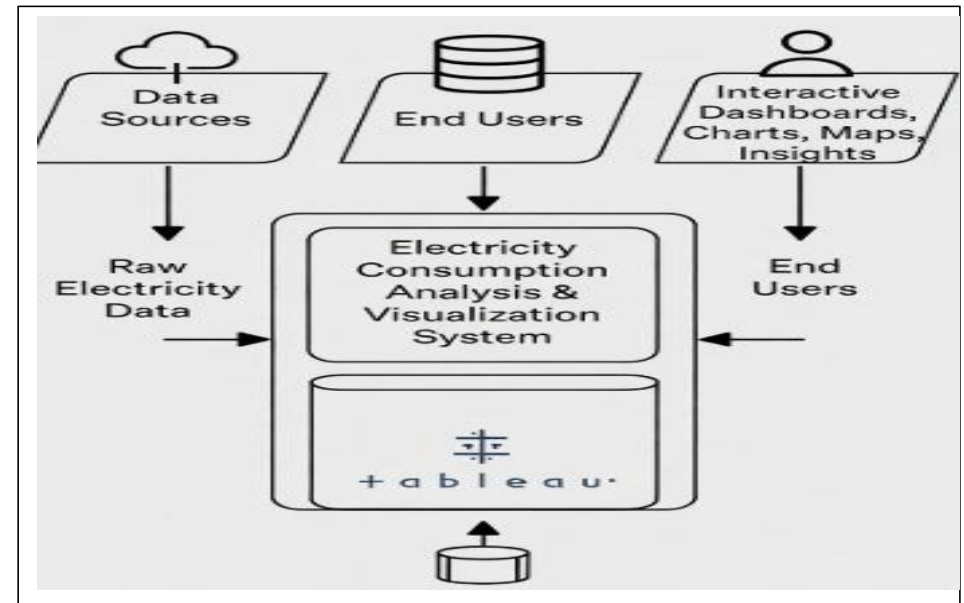 Data
Sources
End Users
Interactive
Dashboards,
Charts, Maps,
Insights
Raw
Electricity
Data
Electricity
Consumption
Analysis &
Visualization
System
End
Users
+ableau